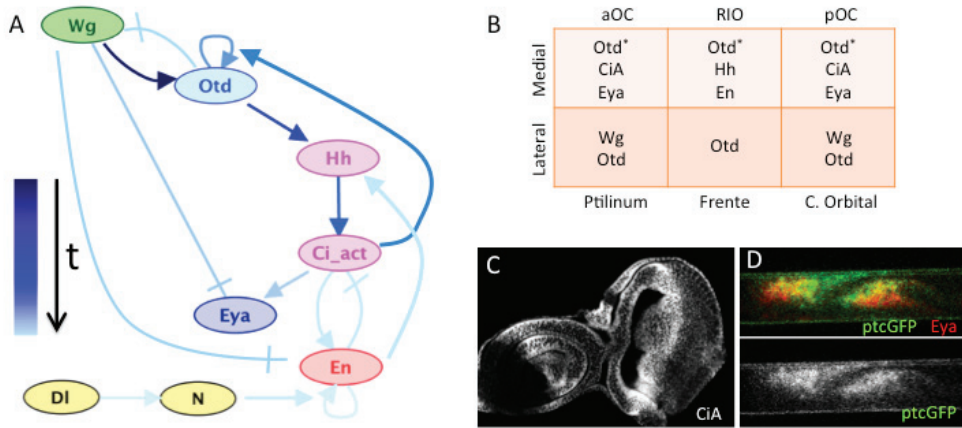 A
Wg
Otd
Hh
Ci_act
Eya
En
Dl
N
t
B
aOC RIO pOC
Medial
Otd* Otd* Otd*
CiA Hh CiA
Eya En Eya
Lateral
Wg Otd Wg
Otd Otd
Ptilinum Frente C. Orbital
C
CiA
D
ptcGFP Eya
ptcGFP